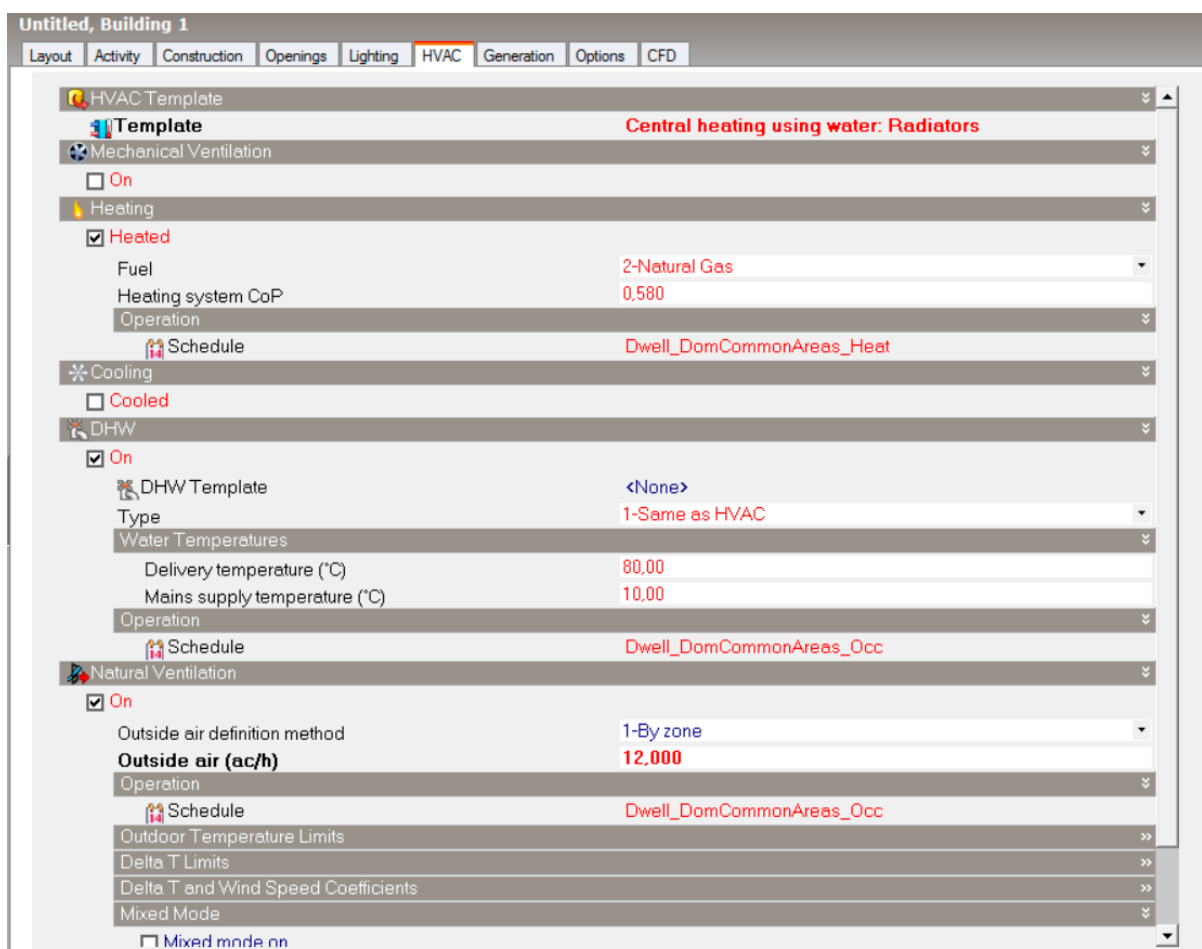 Untitled, Building 1
Layout Activity Construction Openings Lighting HVAC Generation Options CFD
HVAC Template
Template Central heating using water: Radiators
Mechanical Ventilation
On
Heating
Heated
Fuel 2-Natural Gas
Heating system CoP 0,580
Operation
Schedule Dwell_DomCommonAreas_Heat
Cooling
Cooled
DHW
On
DHW Template <None>
Type 1-Same as HVAC
Water Temperatures
Delivery temperature (°C) 80,00
Mains supply temperature (°C) 10,00
Operation
Schedule Dwell_DomCommonAreas_Occ
Natural Ventilation
On
Outside air definition method 1-By zone
Outside air (ac/h) 12,000
Operation
Schedule Dwell_DomCommonAreas_Occ
Outdoor Temperature Limits
Delta T Limits
Delta T and Wind Speed Coefficients
Mixed Mode
Mixed mode on